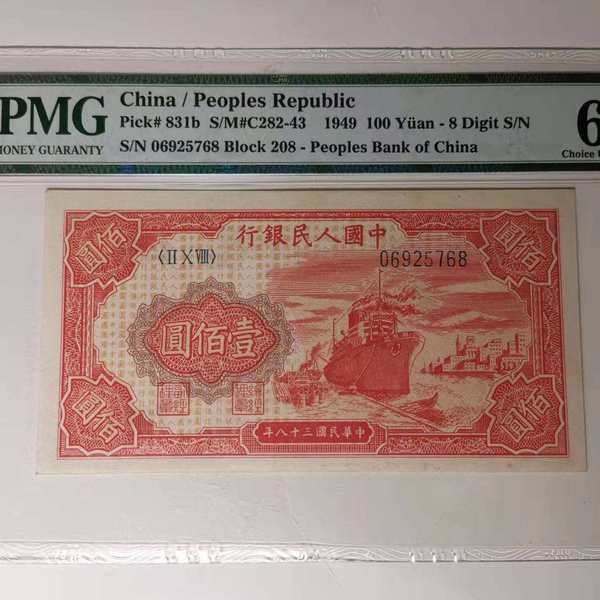 PMG
MONEY GUARANTY
China / Peoples Republic
Pick# 831b S/M#C282-43 1949 100 Yüan - 8 Digit S/N
S/N 06925768 Block 208 - Peoples Bank of China
6
Choice
行銀民人國中
〈II X VIII〉 06925768
圓佰 圓佰
圓佰壹
圓佰 圓佰
年八十三國民華中